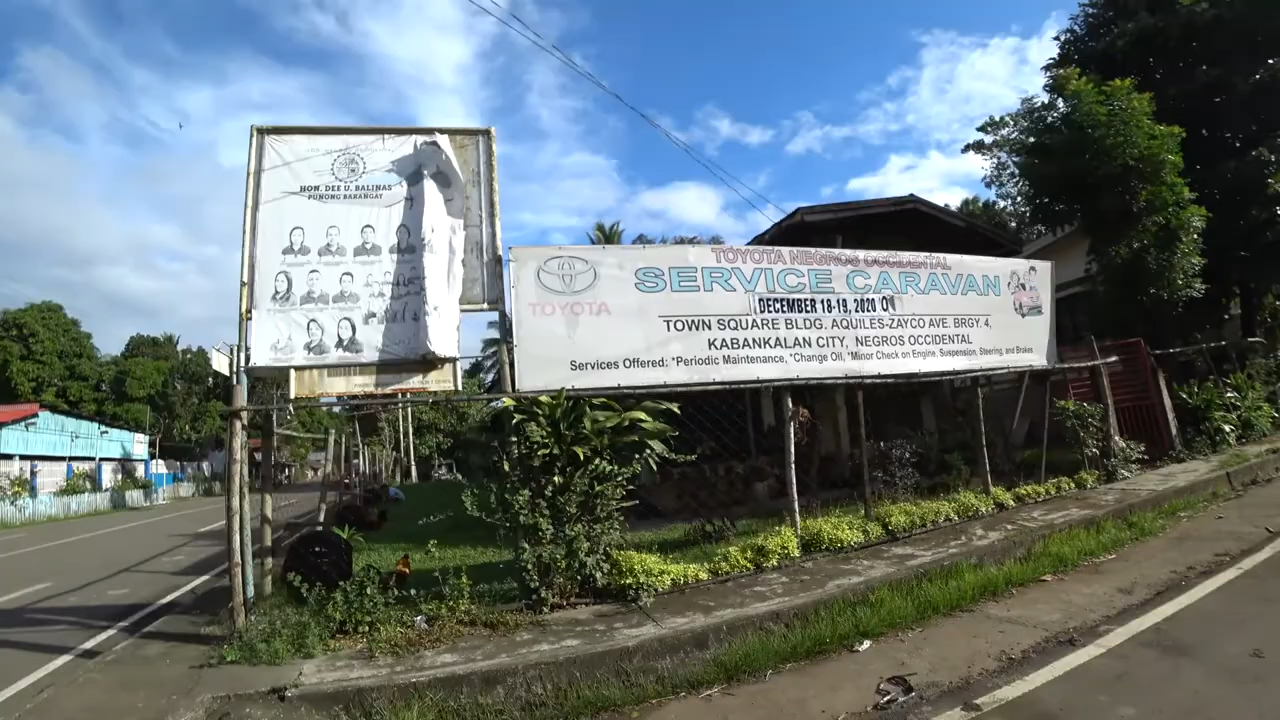 HON. DEE U. BALINAS
PUNONG BARANGAY
TOYOTA
TOYOTA NEGROS OCCIDENTAL
SERVICE CARAVAN
DECEMBER 18-19, 2020
TOWN SQUARE BLDG. AQUILES-ZAYCO AVE. BRGY. 4,
KABANKALAN CITY, NEGROS OCCIDENTAL
Services Offered: *Periodic Maintenance, *Change Oil, *Minor Check on Engine, Suspension, Steering, and Brakes